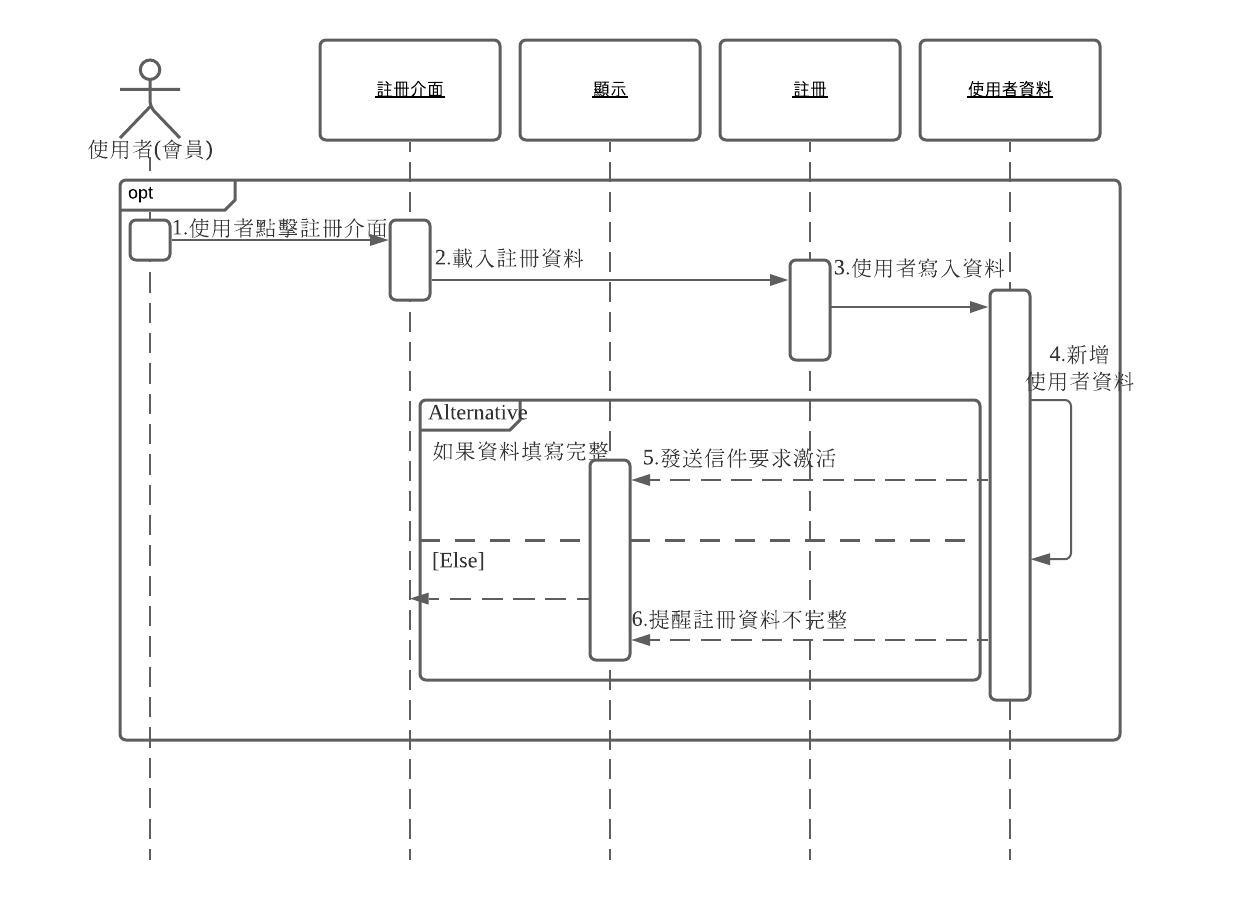 註冊介面
顯示
註冊
使用者資料
使用者(會員)
opt
1.使用者點擊註冊介面
2.載入註冊資料
3.使用者寫入資料
4.新增
使用者資料
Alternative
如果資料填寫完整
5.發送信件要求激活
[Else]
6.提醒註冊資料不完整